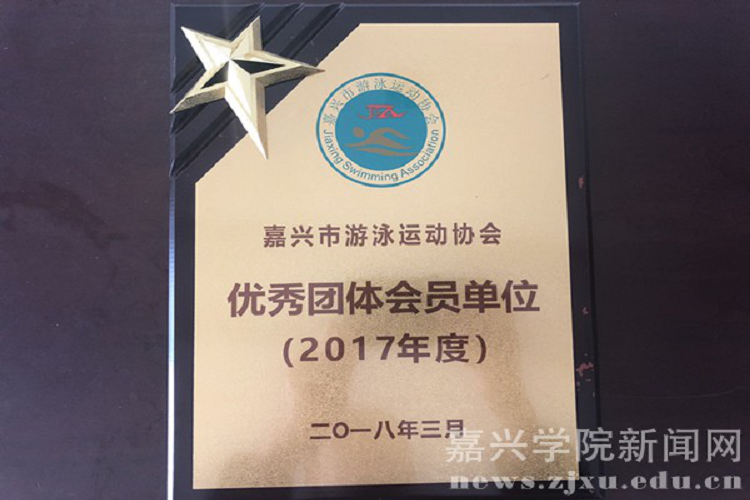 嘉兴市游泳运动协会
Jiaxing Swimming Association
嘉兴市游泳运动协会
优秀团体会员单位
(2017年度)
二〇一八年三月
嘉兴学院新闻网
news.zjxu.edu.cn